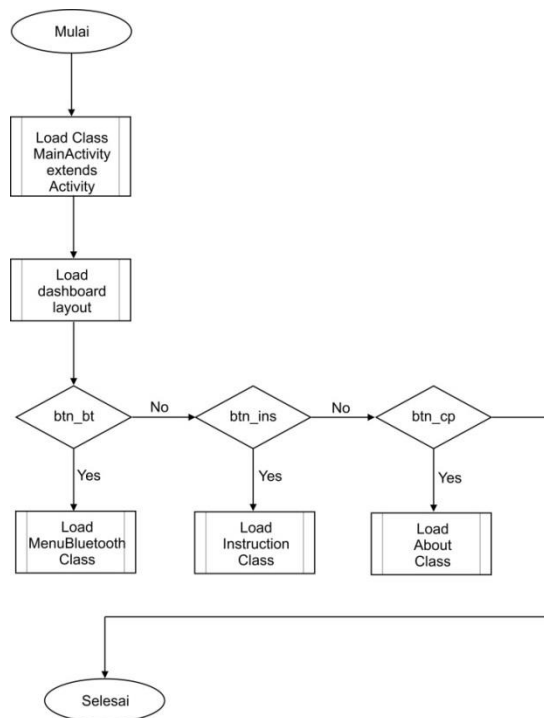 Mulai
Load Class
MainActivity
extends
Activity
Load
dashboard
layout
btn_bt
No
btn_ins
No
btn_cp
Yes
Yes
Yes
Load
MenuBluetooth
Class
Load
Instruction
Class
Load
About
Class
Selesai